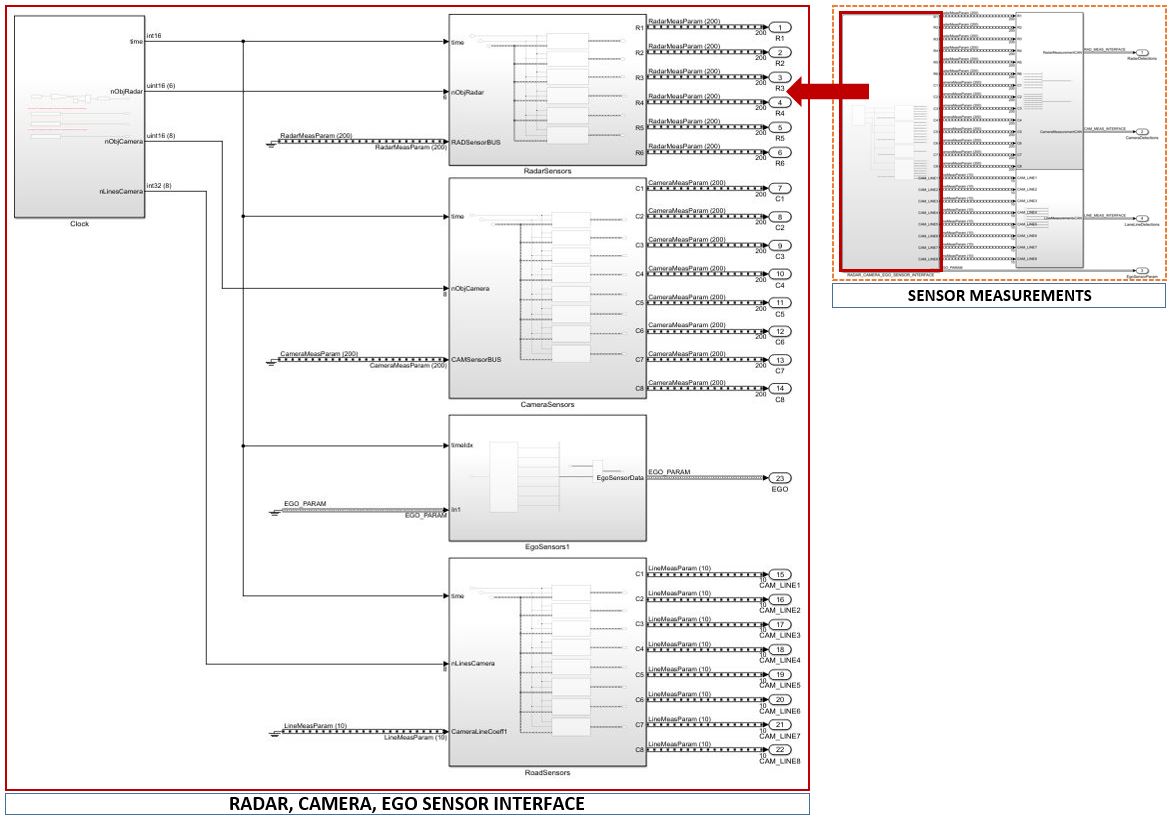 int16
time
uint16 (6)
nObjRadar
uint16 (8)
nObjCamera
int32 (8)
nLinesCamera
Clock
time
nObjRadar
6
RadarMeasParam (200)
RadarMeasParam (200)
RADSensorBUS
R1
R2
R3
R4
R5
R6
RadarSensors
RadarMeasParam (200)
200
1
R1
RadarMeasParam (200)
200
2
R2
RadarMeasParam (200)
200
3
R3
RadarMeasParam (200)
200
4
R4
RadarMeasParam (200)
200
5
R5
RadarMeasParam (200)
200
6
R6
time
nObjCamera
8
CameraMeasParam (200)
CameraMeasParam (200)
CAMSensorBUS
C1
C2
C3
C4
C5
C6
C7
C8
CameraSensors
CameraMeasParam (200)
200
7
C1
CameraMeasParam (200)
200
8
C2
CameraMeasParam (200)
200
9
C3
CameraMeasParam (200)
200
10
C4
CameraMeasParam (200)
200
11
C5
CameraMeasParam (200)
200
12
C6
CameraMeasParam (200)
200
13
C7
CameraMeasParam (200)
200
14
C8
timeIdx
EGO_PARAM
EGO_PARAM
In1
EgoSensorData
EgoSensors1
EGO_PARAM
23
EGO
time
nLinesCamera
8
LineMeasParam (10)
LineMeasParam (10)
CameraLineCoeff1
C1
C2
C3
C4
C5
C6
C7
C8
RoadSensors
LineMeasParam (10)
10
15
CAM_LINE1
LineMeasParam (10)
10
16
CAM_LINE2
LineMeasParam (10)
10
17
CAM_LINE3
LineMeasParam (10)
10
18
CAM_LINE4
LineMeasParam (10)
10
19
CAM_LINE5
LineMeasParam (10)
10
20
CAM_LINE6
LineMeasParam (10)
10
21
CAM_LINE7
LineMeasParam (10)
10
22
CAM_LINE8
RADAR, CAMERA, EGO SENSOR INTERFACE
RADAR_CAMERA_EGO_SENSOR_INTERFACE
CAM_LINE1
CAM_LINE2
CAM_LINE3
CAM_LINE4
CAM_LINE5
CAM_LINE6
CAM_LINE7
CAM_LINE8
RadarDetections
CAM_MEAS_INTERFACE
CameraDetections
LINE_MEAS_INTERFACE
LaneLineDetections
EgoSensorParam
SENSOR MEASUREMENTS